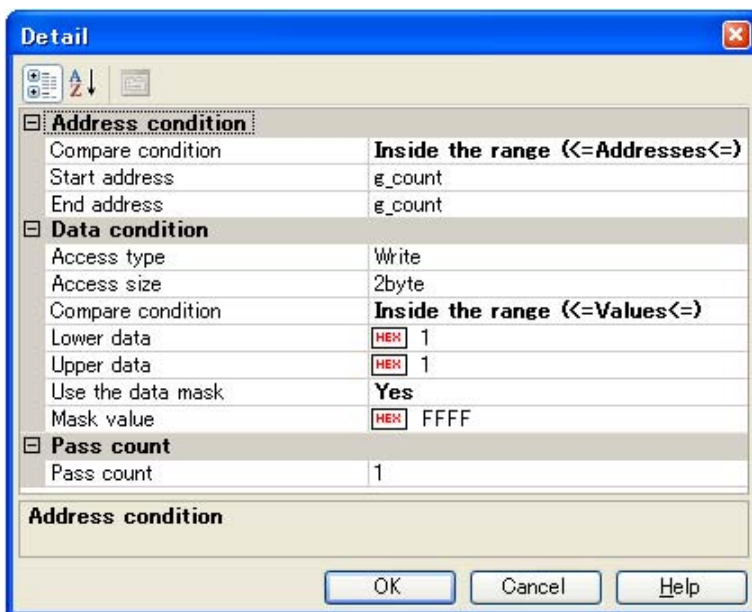 Detail
Address condition
Compare condition Inside the range (<=Addresses<=)
Start address g_count
End address g_count
Data condition
Access type Write
Access size 2byte
Compare condition Inside the range (<=Values<=)
Lower data HEX 1
Upper data HEX 1
Use the data mask Yes
Mask value HEX FFFF
Pass count
Pass count 1
Address condition
OK Cancel Help